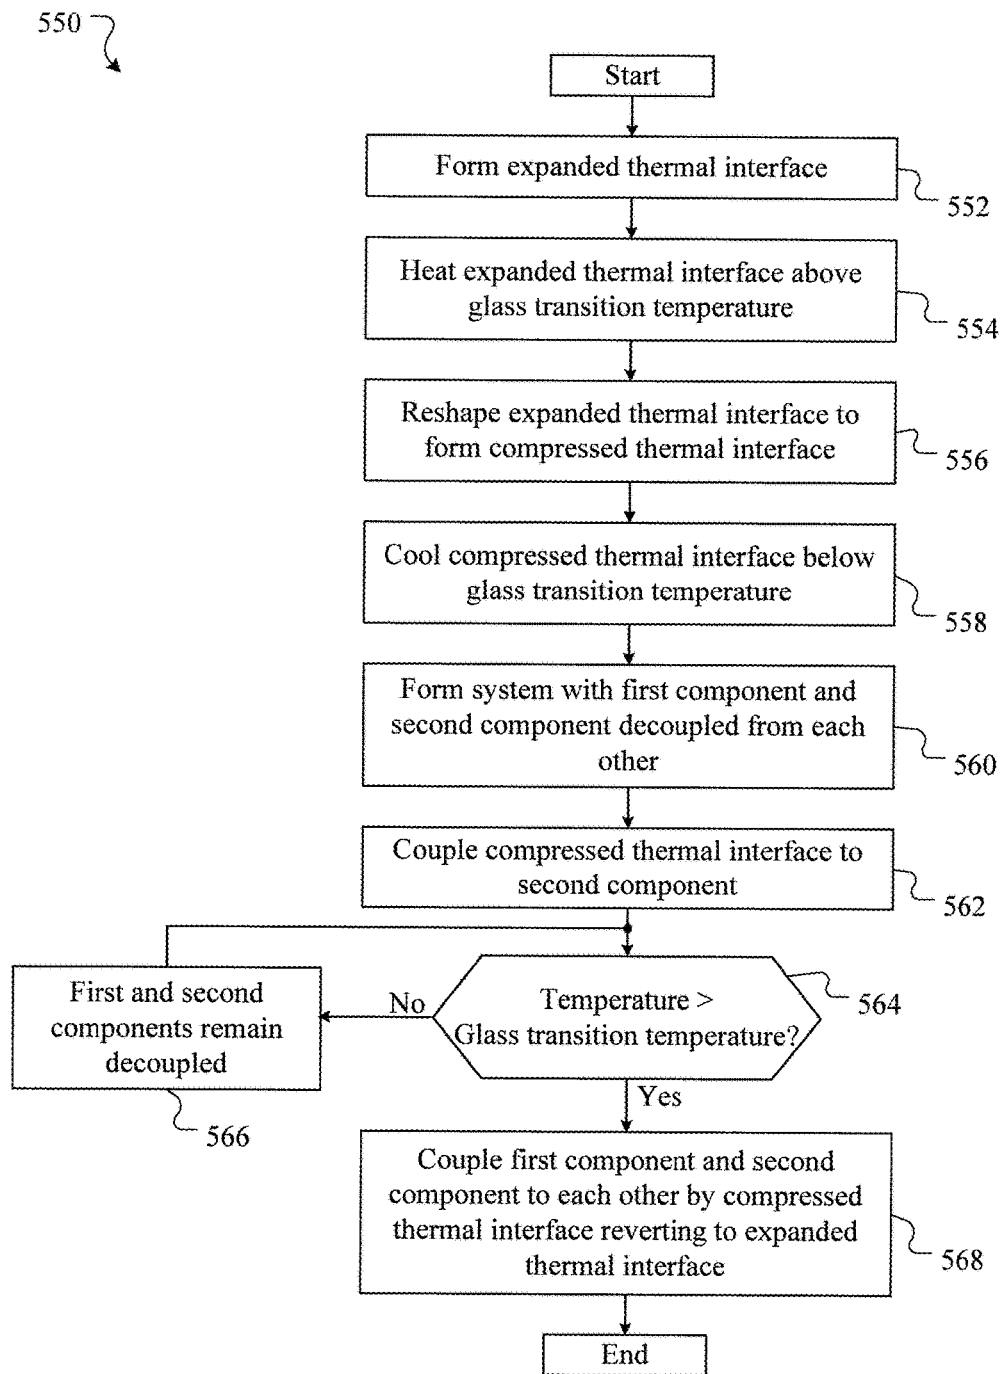 550
Start
Form expanded thermal interface
552
Heat expanded thermal interface above
glass transition temperature
554
Reshape expanded thermal interface to
form compressed thermal interface
556
Cool compressed thermal interface below
glass transition temperature
558
Form system with first component and
second component decoupled from each
other
560
Couple compressed thermal interface to
second component
562
Temperature >
Glass transition temperature?
564
No
First and second
components remain
decoupled
566
Yes
Couple first component and second
component to each other by compressed
thermal interface reverting to expanded
thermal interface
568
End